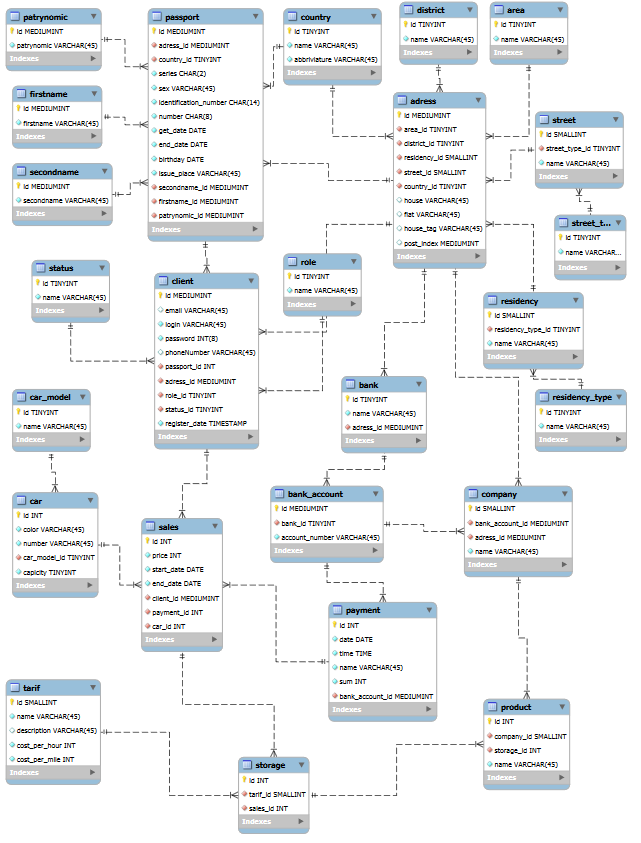 patrynomic
id MEDIUMINT
patrynomic VARCHAR(45)
Indexes
passport
id MEDIUMINT
adress_id MEDIUMINT
country_id TINYINT
series CHAR(2)
sex VARCHAR(45)
identification_number CHAR(14)
number CHAR(8)
get_date DATE
end_date DATE
birthday DATE
issue_place VARCHAR(45)
secondname_id MEDIUMINT
firstname_id MEDIUMINT
patrynomic_id MEDIUMINT
Indexes
country
id TINYINT
name VARCHAR(45)
abbriviature VARCHAR(45)
Indexes
district
id TINYINT
name VARCHAR(45)
Indexes
area
id TINYINT
name VARCHAR(45)
Indexes
firstname
id MEDIUMINT
firstname VARCHAR(45)
Indexes
adress
id MEDIUMINT
area_id TINYINT
district_id TINYINT
residency_id SMALLINT
street_id SMALLINT
country_id TINYINT
house VARCHAR(45)
flat VARCHAR(45)
house_tag VARCHAR(45)
post_index MEDIUMINT
Indexes
street
id SMALLINT
street_type_id TINYINT
name VARCHAR(45)
Indexes
secondname
id MEDIUMINT
secondname VARCHAR(45)
Indexes
street_t...
id TINYINT
name VARCHAR...
Indexes
status
id TINYINT
name VARCHAR(45)
Indexes
client
id MEDIUMINT
email VARCHAR(45)
login VARCHAR(45)
password INT(8)
phoneNumber VARCHAR(45)
passport_id INT
adress_id MEDIUMINT
role_id TINYINT
status_id TINYINT
register_date TIMESTAMP
Indexes
role
id TINYINT
name VARCHAR(45)
Indexes
residency
id SMALLINT
residency_type_id TINYINT
name VARCHAR(45)
Indexes
car_model
id TINYINT
name VARCHAR(45)
Indexes
bank
id TINYINT
name VARCHAR(45)
adress_id MEDIUMINT
Indexes
residency_type
id TINYINT
name VARCHAR(45)
Indexes
car
id INT
color VARCHAR(45)
number VARCHAR(45)
car_model_id TINYINT
capicity TINYINT
Indexes
sales
id INT
price INT
start_date DATE
end_date DATE
client_id MEDIUMINT
payment_id INT
car_id INT
Indexes
bank_account
id MEDIUMINT
bank_id TINYINT
account_number VARCHAR(45)
Indexes
company
id SMALLINT
bank_account_id MEDIUMINT
adress_id MEDIUMINT
name VARCHAR(45)
Indexes
payment
id INT
date DATE
time TIME
name VARCHAR(45)
sum INT
bank_account_id MEDIUMINT
Indexes
tarif
id SMALLINT
name VARCHAR(45)
description VARCHAR(45)
cost_per_hour INT
cost_per_mile INT
Indexes
storage
id INT
tarif_id SMALLINT
sales_id INT
Indexes
product
id INT
company_id SMALLINT
storage_id INT
name VARCHAR(45)
Indexes